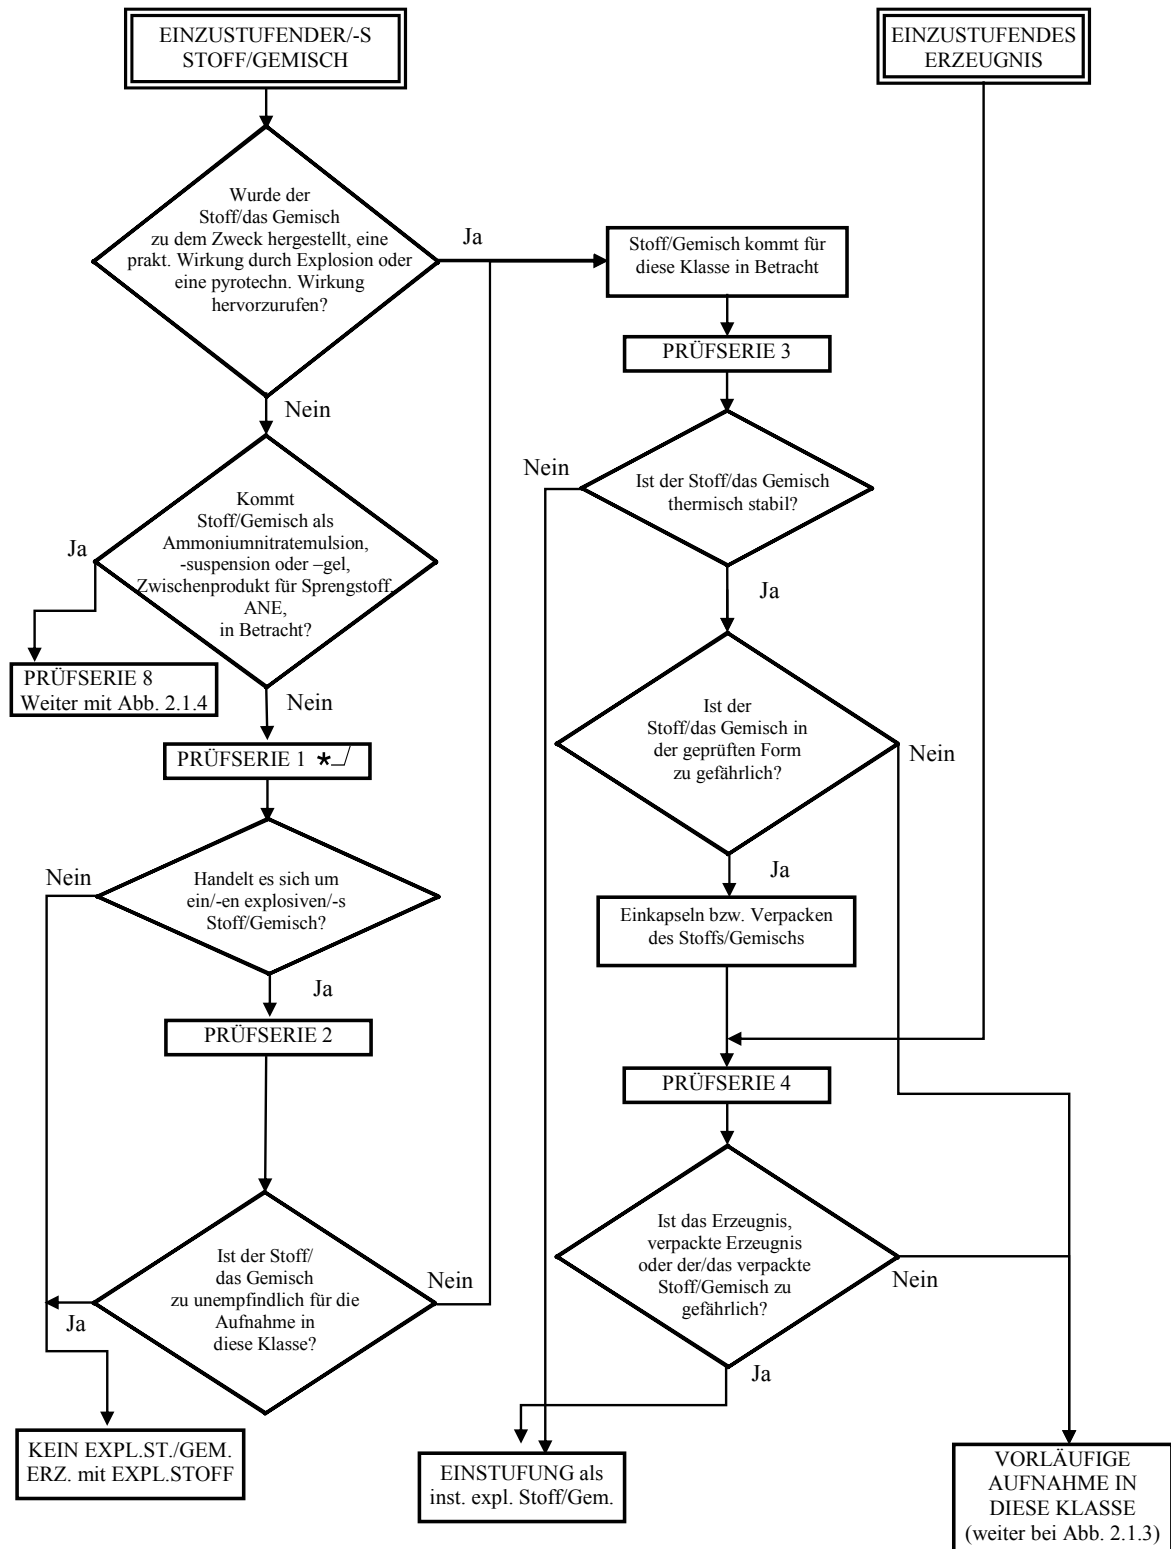 EINZUSTUFENDER/-S
STOFF/GEMISCH
EINZUSTUFENDES
ERZEUGNIS
Wurde der
Stoff/das Gemisch
zu dem Zweck hergestellt, eine
prakt. Wirkung durch Explosion oder
eine pyrotechn. Wirkung
hervorzurufen?
Ja
Stoff/Gemisch kommt für
diese Klasse in Betracht
PRÜFSERIE 3
Nein
Nein
Ist der Stoff/das Gemisch
thermisch stabil?
Kommt
Stoff/Gemisch als
Ammoniumnitratemulsion,
-suspension oder –gel,
Zwischenprodukt für Sprengstoff,
ANE,
in Betracht?
Ja
Ja
PRÜFSERIE 8
Weiter mit Abb. 2.1.4
Nein
Ist der
Stoff/das Gemisch in
der geprüften Form
zu gefährlich?
Nein
PRÜFSERIE 1 *
Handelt es sich um
ein/-en explosiven/-s
Stoff/Gemisch?
Nein
Ja
Ja
Einkapseln bzw. Verpacken
des Stoffs/Gemischs
PRÜFSERIE 2
PRÜFSERIE 4
Ist der Stoff/
das Gemisch
zu unempfindlich für die
Aufnahme in
diese Klasse?
Nein
Ja
Ist das Erzeugnis,
verpackte Erzeugnis
oder der/das verpackte
Stoff/Gemisch zu
gefährlich?
Nein
Ja
KEIN EXPL.ST./GEM.
ERZ. mit EXPL.STOFF
EINSTUFUNG als
inst. expl. Stoff/Gem.
VORLÄUFIGE
AUFNAHME IN
DIESE KLASSE
(weiter bei Abb. 2.1.3)